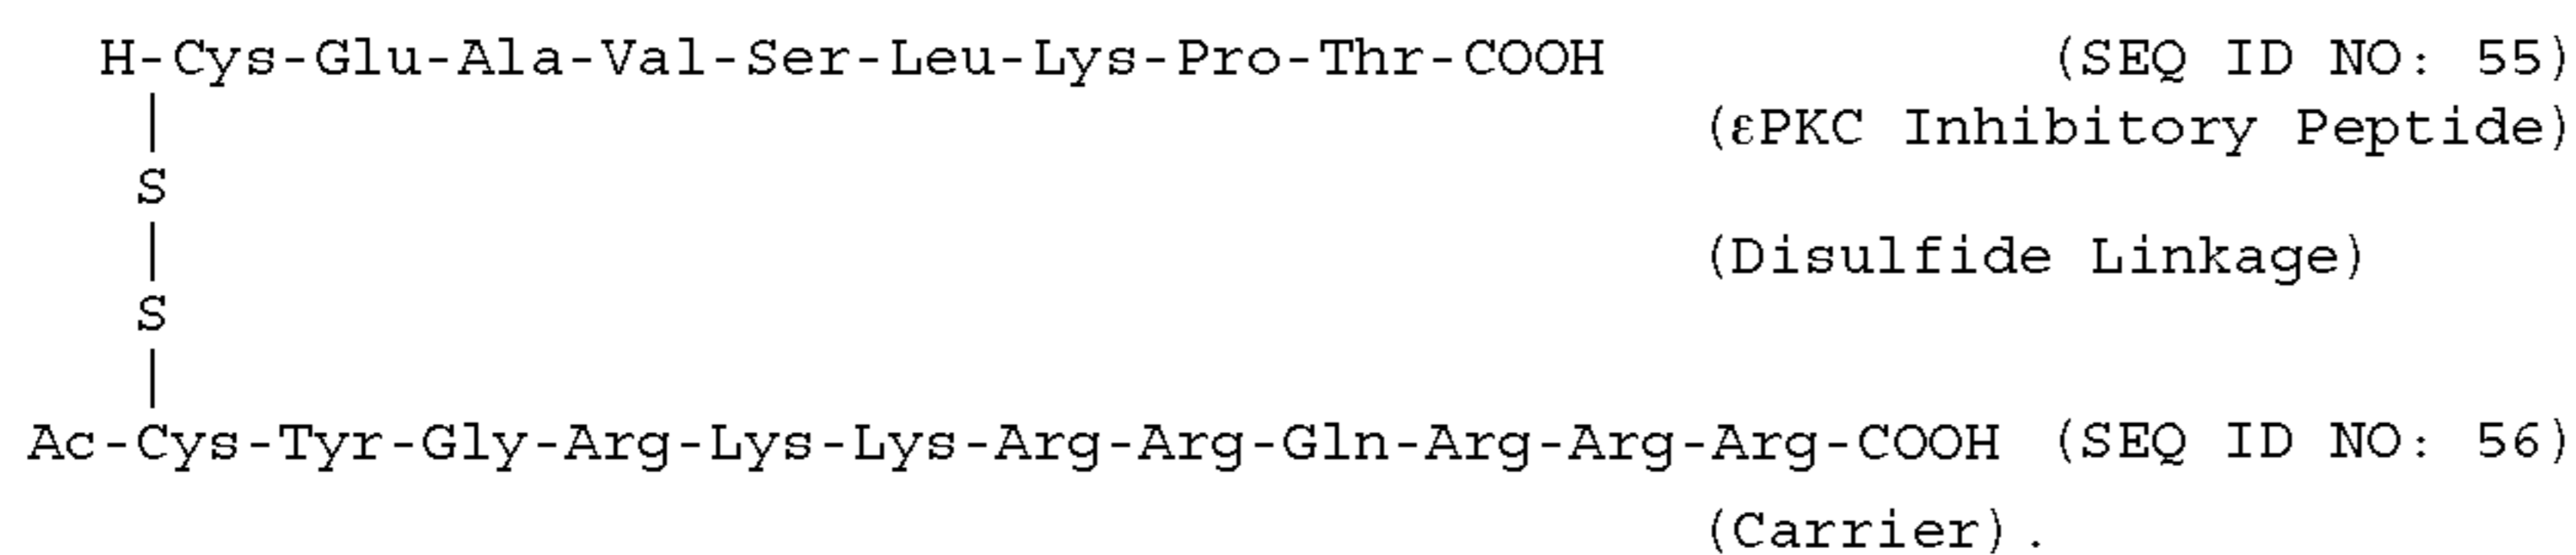 H-Cys-Glu-Ala-Val-Ser-Leu-Lys-Pro-Thr-COOH (SEQ ID NO: 55)
| (εPKC Inhibitory Peptide)
S
| (Disulfide Linkage)
S
|
Ac-Cys-Tyr-Gly-Arg-Lys-Lys-Arg-Arg-Gln-Arg-Arg-Arg-COOH (SEQ ID NO: 56)
(Carrier).